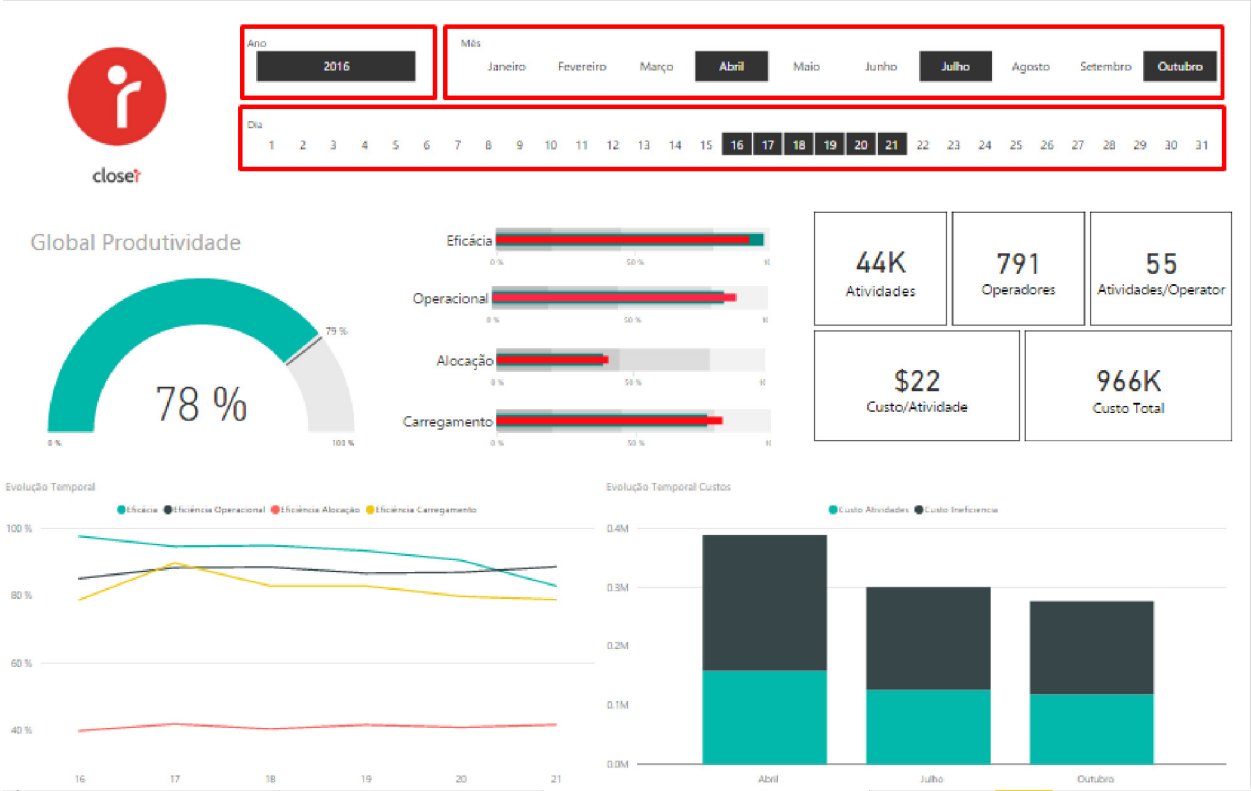 closer
Ano
2016
Mês
Janeiro Fevereiro Março Abril Maio Junho Julho Agosto Setembro Outubro
Dia
1 2 3 4 5 6 7 8 9 10 11 12 13 14 15 16 17 18 19 20 21 22 23 24 25 26 27 28 29 30 31
Global Produtividade
79 %
78 %
0 % 100 %
Eficácia
0 % 50 % 10
Operacional
0 % 50 % 10
Alocação
0 % 50 % 10
Carregamento
0 % 50 % 10
44K
Atividades
791
Operadores
55
Atividades/Operator
$22
Custo/Atividade
966K
Custo Total
Evolução Temporal
Eficácia Eficiência Operacional Eficiência Alocação Eficiência Carregamento
100 %
80 %
60 %
40 %
16 17 18 19 20 21
Evolução Temporal Custos
Custo Atividades Custo Ineficiencia
0.4M
0.3M
0.2M
0.1M
0.0M
Abril Julho Outubro